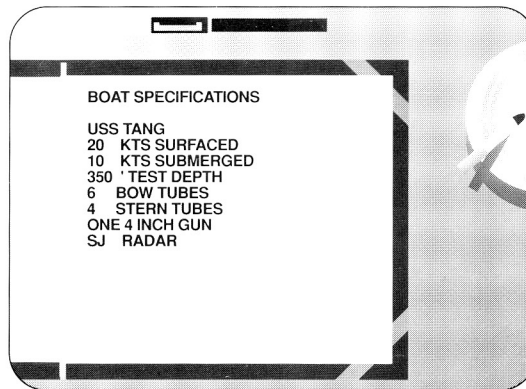 BOAT SPECIFICATIONS
USS TANG
20 KTS SURFACED
10 KTS SUBMERGED
350 ' TEST DEPTH
6 BOW TUBES
4 STERN TUBES
ONE 4 INCH GUN
SJ RADAR